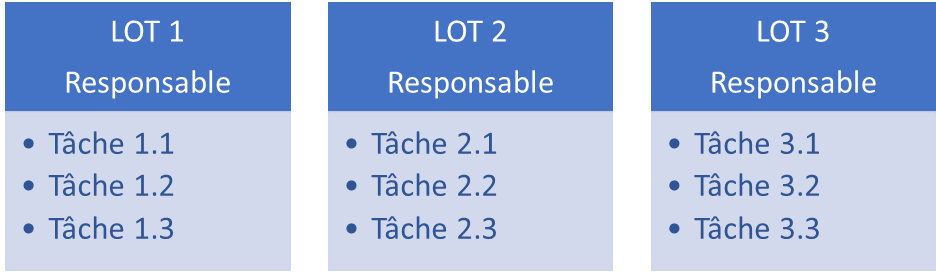 LOT 1
Responsable
• Tâche 1.1
• Tâche 1.2
• Tâche 1.3
LOT 2
Responsable
• Tâche 2.1
• Tâche 2.2
• Tâche 2.3
LOT 3
Responsable
• Tâche 3.1
• Tâche 3.2
• Tâche 3.3